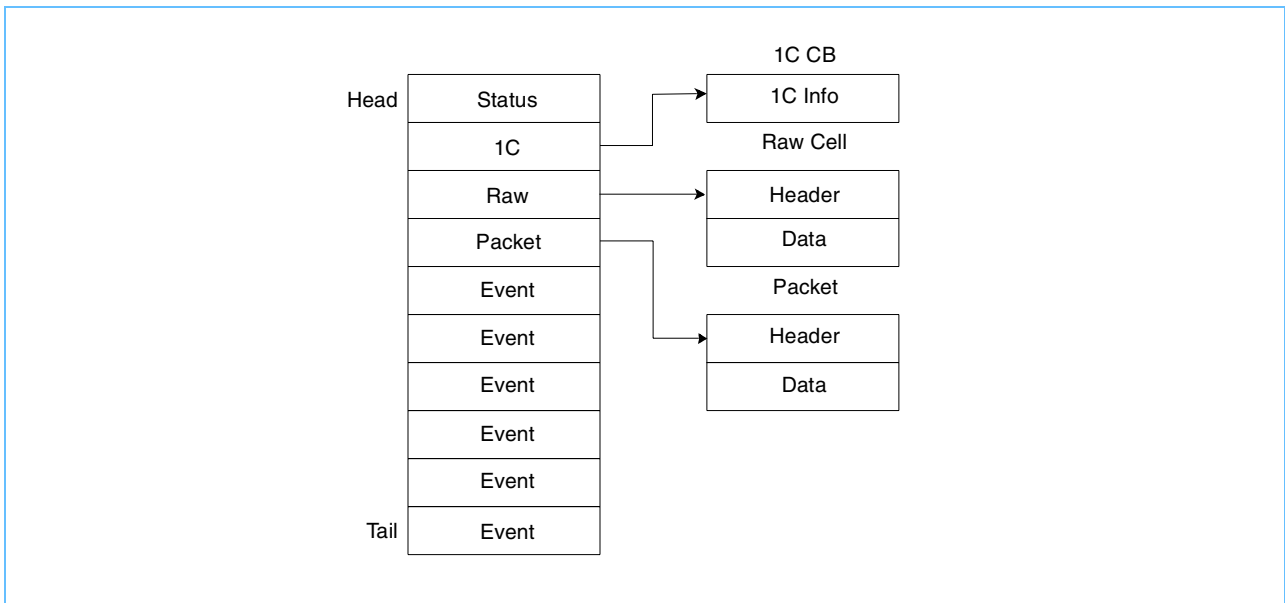 1C CB
Head
Status
1C Info
1C
Raw Cell
Raw
Header
Packet
Data
Event
Packet
Event
Header
Event
Data
Event
Event
Tail
Event